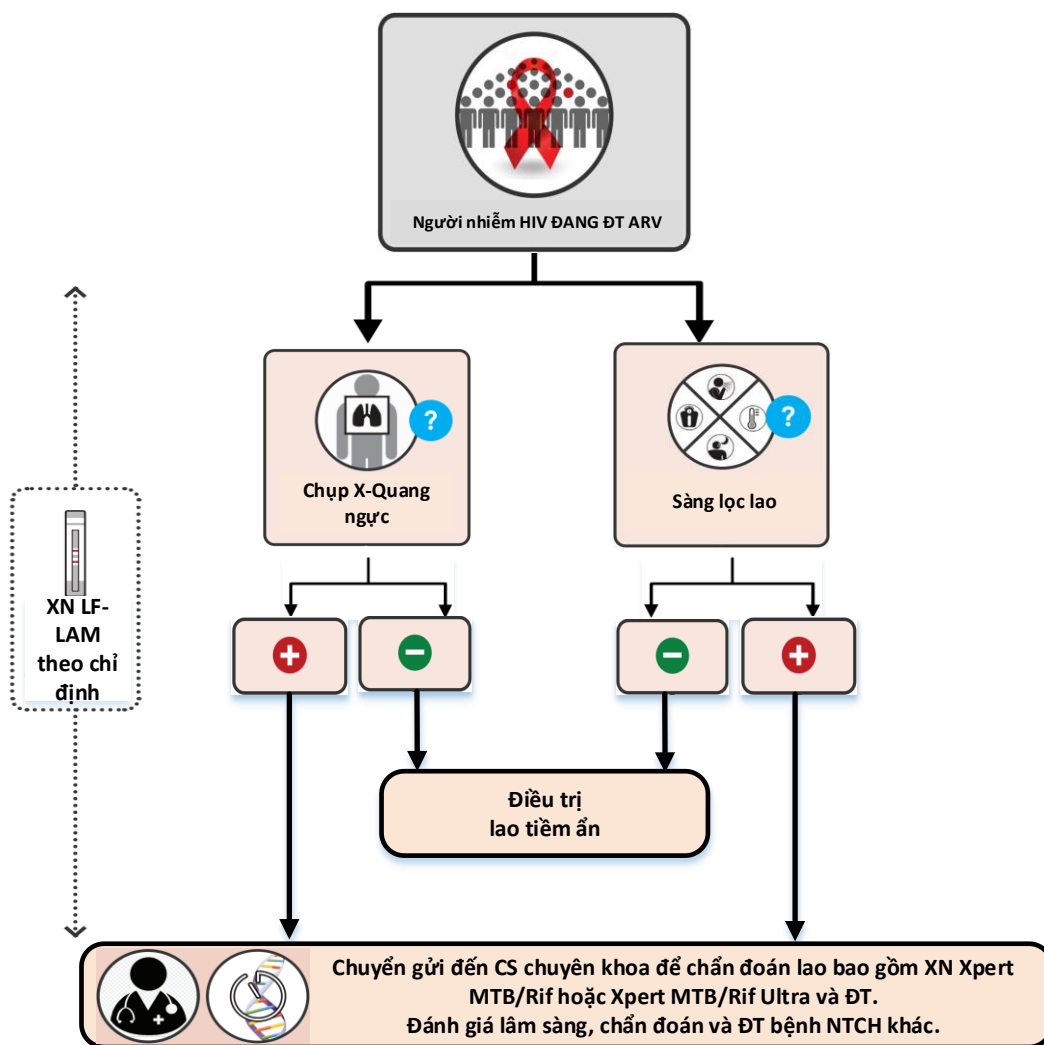 Người nhiễm HIV ĐANG ĐT ARV
?
Chụp X-Quang
ngực
?
Sàng lọc lao
XN LF-
LAM
theo chỉ
định
+
−
−
+
Điều trị
lao tiềm ẩn
Chuyển gửi đến CS chuyên khoa để chẩn đoán lao bao gồm XN Xpert
MTB/Rif hoặc Xpert MTB/Rif Ultra và ĐT.
Đánh giá lâm sàng, chẩn đoán và ĐT bệnh NTCH khác.